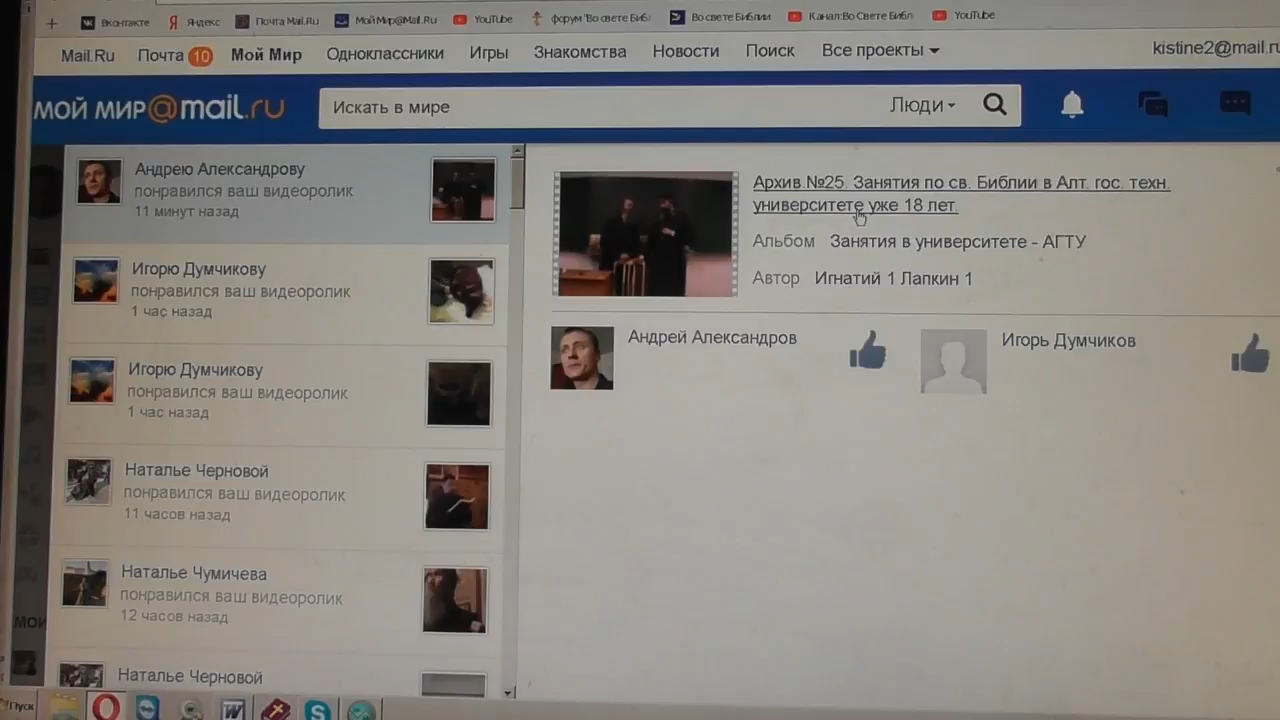 Вконтакте
Яндекс
Почта Mail.Ru
Мой Мир@Mail.Ru
YouTube
форум "Во свете Библ
Во свете Библии
Канал:Во Свете Библ
YouTube
Mail.Ru
Почта 10
Мой Мир
Одноклассники
Игры
Знакомства
Новости
Поиск
Все проекты
kistine2@mail.ru
МОЙ МИР@mail.ru
Искать в мире
Люди
Андрею Александрову
понравился ваш видеоролик
11 минут назад
Игорю Думчикову
понравился ваш видеоролик
1 час назад
Игорю Думчикову
понравился ваш видеоролик
1 час назад
Наталье Черновой
понравился ваш видеоролик
11 часов назад
Наталье Чумичева
понравился ваш видеоролик
12 часов назад
Наталье Черновой
Архив №25. Занятия по св. Библии в Алт. гос. техн.
университете уже 18 лет.
Альбом Занятия в университете - АГТУ
Автор Игнатий 1 Лапкин 1
Андрей Александров
Игорь Думчиков
МОИ
Пуск